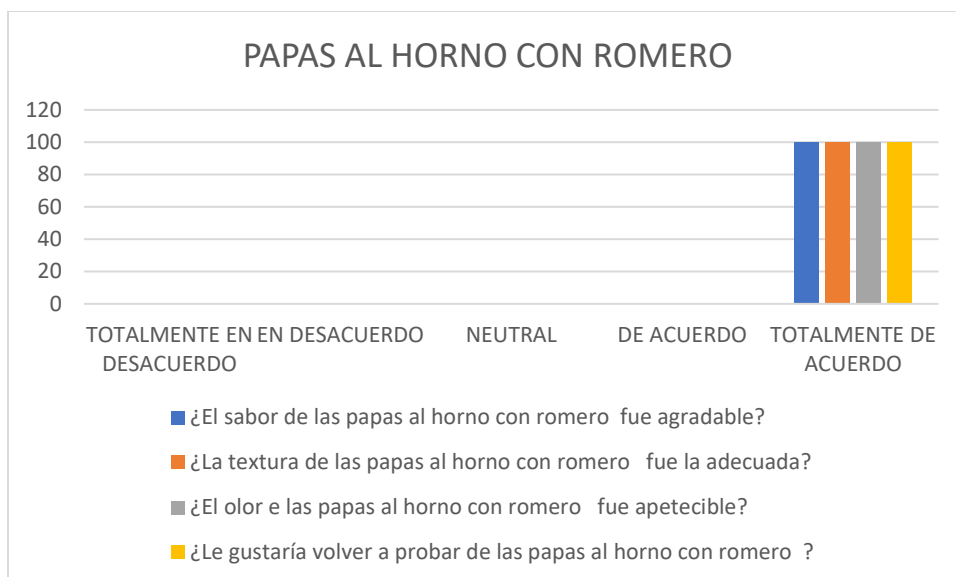 PAPAS AL HORNO CON ROMERO
120
100
80
60
40
20
0
TOTALMENTE EN DESACUERDO
EN DESACUERDO
NEUTRAL
DE ACUERDO
TOTALMENTE DE ACUERDO
¿El sabor de las papas al horno con romero fue agradable?
¿La textura de las papas al horno con romero fue la adecuada?
¿El olor e las papas al horno con romero fue apetecible?
¿Le gustaría volver a probar de las papas al horno con romero ?